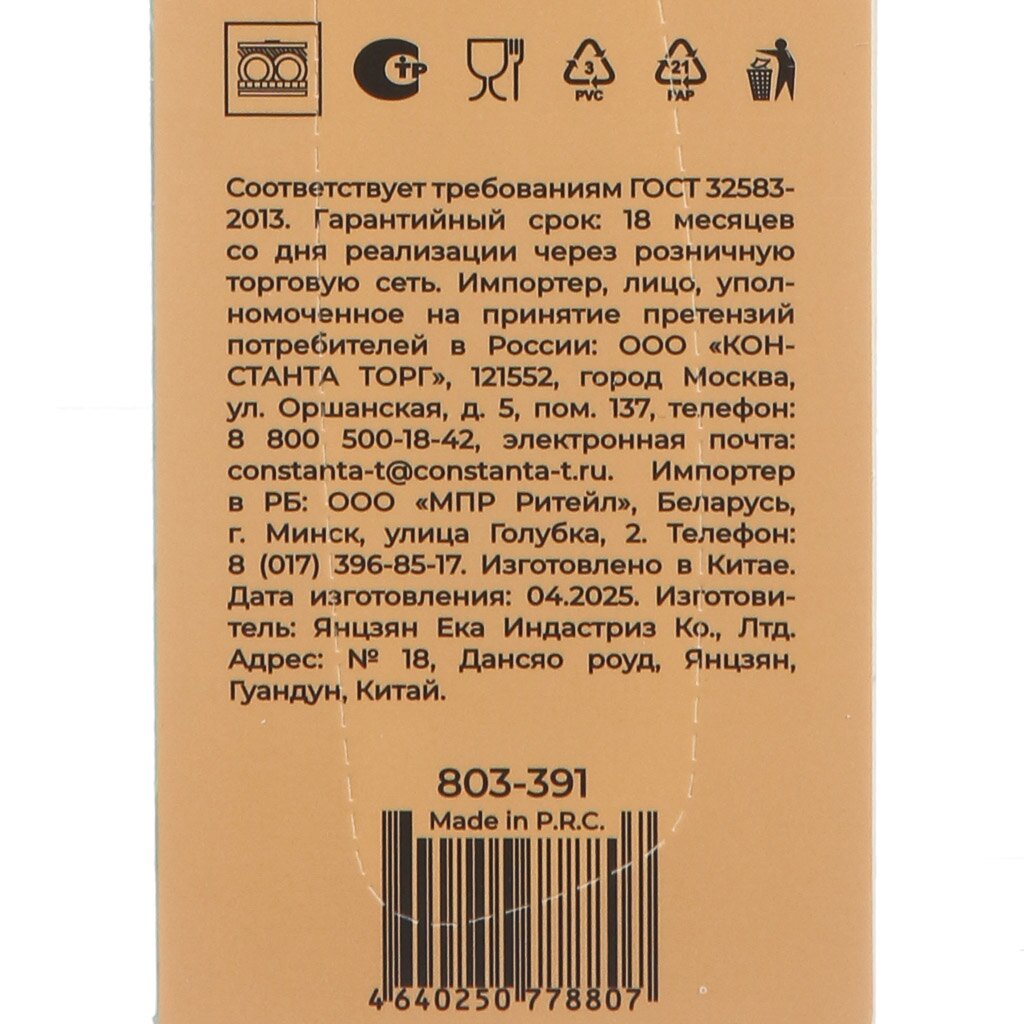 СТР
3
PVC
21
PAP
Соответствует требованиям ГОСТ 32583-
2013. Гарантийный срок: 18 месяцев
со дня реализации через розничную
торговую сеть. Импортер, лицо, упол-
номоченное на принятие претензий
потребителей в России: ООО «КОН-
СТАНТА ТОРГ», 121552, город Москва,
ул. Оршанская, д. 5, пом. 137, телефон:
8 800 500-18-42, электронная почта:
constanta-t@constanta-t.ru. Импортер
в РБ: ООО «МПР Ритейл», Беларусь,
г. Минск, улица Голубка, 2. Телефон:
8 (017) 396-85-17. Изготовлено в Китае.
Дата изготовления: 04.2025. Изготови-
тель: Янцзян Ека Индастриз Ко., Лтд.
Адрес: № 18, Дансяо роуд, Янцзян,
Гуандун, Китай.
803-391
Made in P.R.C.
4 640250 778807